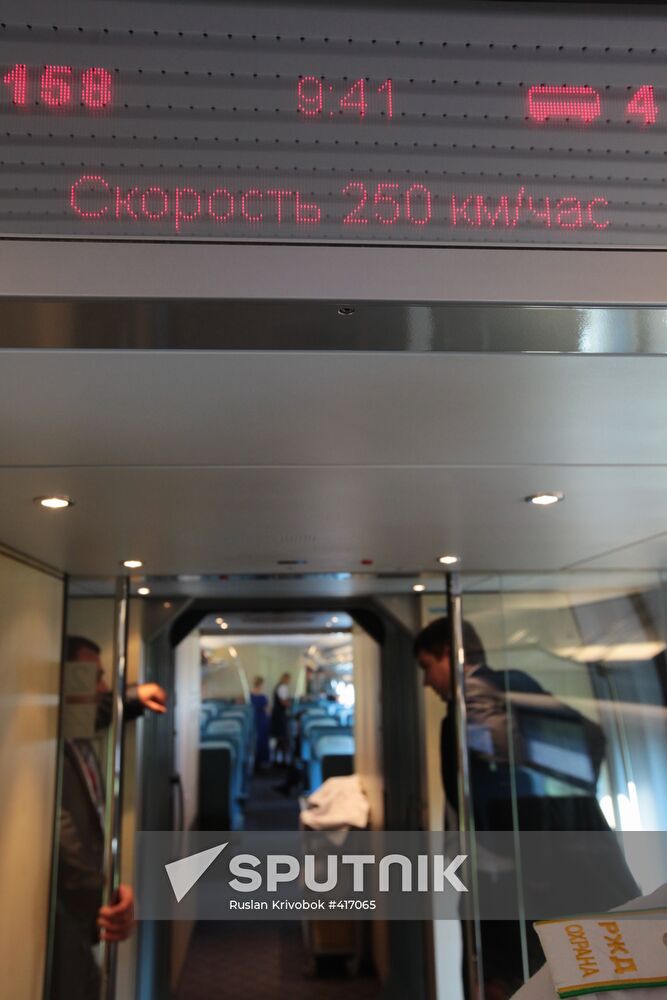 158 9:41 4
Скорость 250 км/час
SPUTNIK
Ruslan Krivobok #417065
РЖД
ОХРАНА